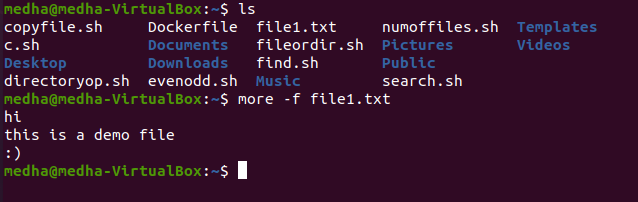 medha@medha-VirtualBox:~$ ls
copyfile.sh Dockerfile file1.txt numoffiles.sh Templates
c.sh Documents fileordir.sh Pictures Videos
Desktop Downloads find.sh Public
directoryop.sh evenodd.sh Music search.sh
medha@medha-VirtualBox:~$ more -f file1.txt
hi
this is a demo file
:)
medha@medha-VirtualBox:~$